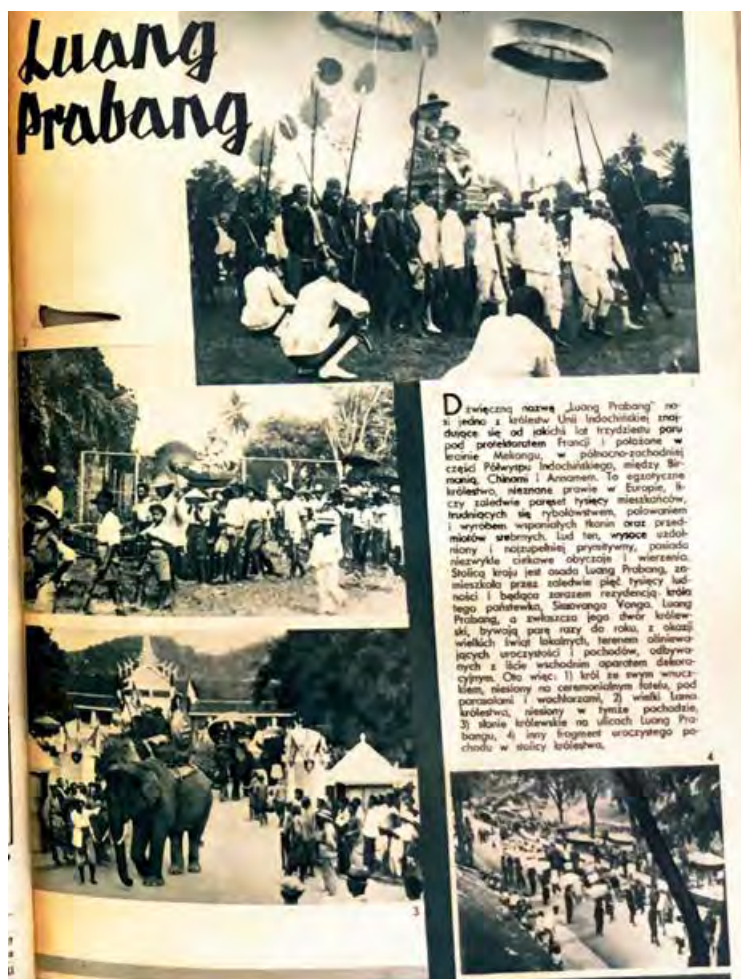 Luang
Prabang
1
2
Dźwięczną nazwę „Luang Prabang" no-
si jedno z królestw Unii Indochińskiej znaj-
dujące się od jakichś lat trzydziestu paru
pod protektoratem Francji i położone w
krainie Mekongu, w północno-zachodniej
części Półwyspu Indochińskiego, między Bir-
manią, Chinami i Annamem. To egzotyczne
królestwo, nieznane prawie w Europie, li-
czy zaledwie paręset tysięcy mieszkańców,
trudniących się rybołówstwem, polowaniem
i wyrobem wspaniałych tkanin oraz przed-
miotów srebrnych. Lud ten, wysoce uzdol-
niony i najzupełniej prymitywny, posiada
niezwykle ciekawe obyczaje i wierzenia.
Stolicą kraju jest osada Luang Prabang, za-
mieszkała przez zaledwie pięć tysięcy lud-
ności i będąca zarazem rezydencją króla
tego państewka, Sissavanga Vonga. Luang
Prabang, a zwłaszcza jego dwór królew-
ski, bywają parę razy do roku, z okazji
wielkich świąt lokalnych, terenem olśniewa-
jących uroczystości i pochodów, odbywa-
nych z iście wschodnim aparatem dekora-
cyjnym. Oto więc: 1) król ze swym wnucz-
kiem, niesiony na ceremonialnym fotelu, pod
parasolami i wachlarzami, 2) wielki Lama
królestwa, niesiony w tymże pochodzie,
3) słonie królewskie na ulicach Luang Pra-
bangu, 4) inny fragment uroczystego po-
chodu w stolicy królestwa.
4
3